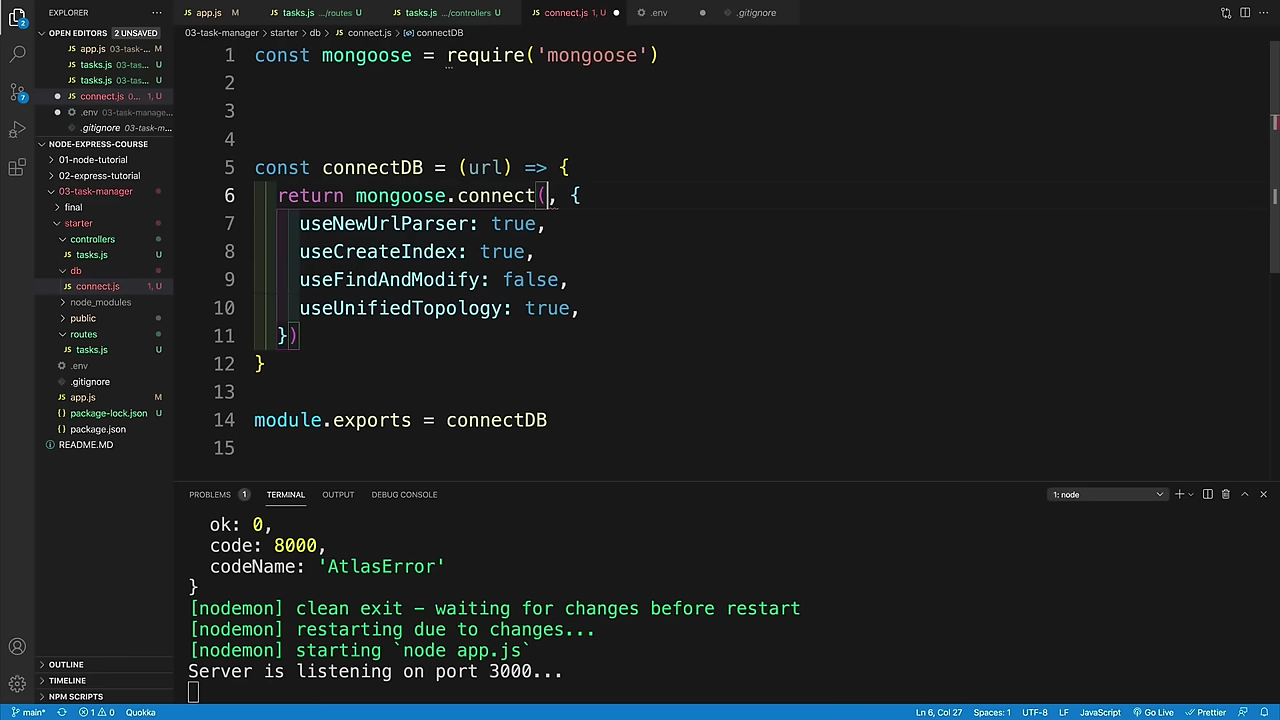 EXPLORER
OPEN EDITORS 2 UNSAVED
app.js 03-task-... M
tasks.js 03-tas... U
tasks.js 03-tas... U
connect.js 0... 1, U
.env 03-task-manage...
.gitignore 03-task-m...
NODE-EXPRESS-COURSE
01-node-tutorial
02-express-tutorial
03-task-manager
final
starter
controllers
tasks.js U
db
connect.js 1, U
node_modules
public
routes
tasks.js U
.env
.gitignore
app.js M
package-lock.json U
package.json
README.MD
OUTLINE
TIMELINE
NPM SCRIPTS
2
7
app.js M tasks.js .../routes U tasks.js .../controllers U connect.js 1, U .env .gitignore
03-task-manager > starter > db > connect.js > connectDB
1 const mongoose = require('mongoose')
2
3
4
5 const connectDB = (url) => {
6 return mongoose.connect(, {
7 useNewUrlParser: true,
8 useCreateIndex: true,
9 useFindAndModify: false,
10 useUnifiedTopology: true,
11 })
12 }
13
14 module.exports = connectDB
15
PROBLEMS 1 TERMINAL OUTPUT DEBUG CONSOLE 1: node
ok: 0,
code: 8000,
codeName: 'AtlasError'
}
[nodemon] clean exit - waiting for changes before restart
[nodemon] restarting due to changes...
[nodemon] starting `node app.js`
Server is listening on port 3000...
main* 1 0 Quokka Ln 6, Col 27 Spaces: 1 UTF-8 LF JavaScript Go Live Prettier